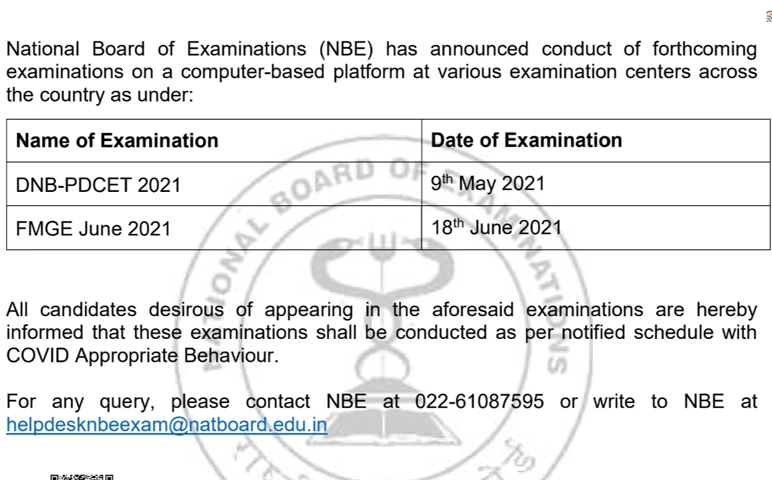 National Board of Examinations (NBE) has announced conduct of forthcoming
examinations on a computer-based platform at various examination centers across
the country as under:
Name of Examination Date of Examination
DNB-PDCET 2021 9th May 2021
FMGE June 2021 18th June 2021
All candidates desirous of appearing in the aforesaid examinations are hereby
informed that these examinations shall be conducted as per notified schedule with
COVID Appropriate Behaviour.
For any query, please contact NBE at 022-61087595 or write to NBE at
helpdesknbeexam@natboard.edu.in
NATIONAL BOARD OF EXAMINATIONS